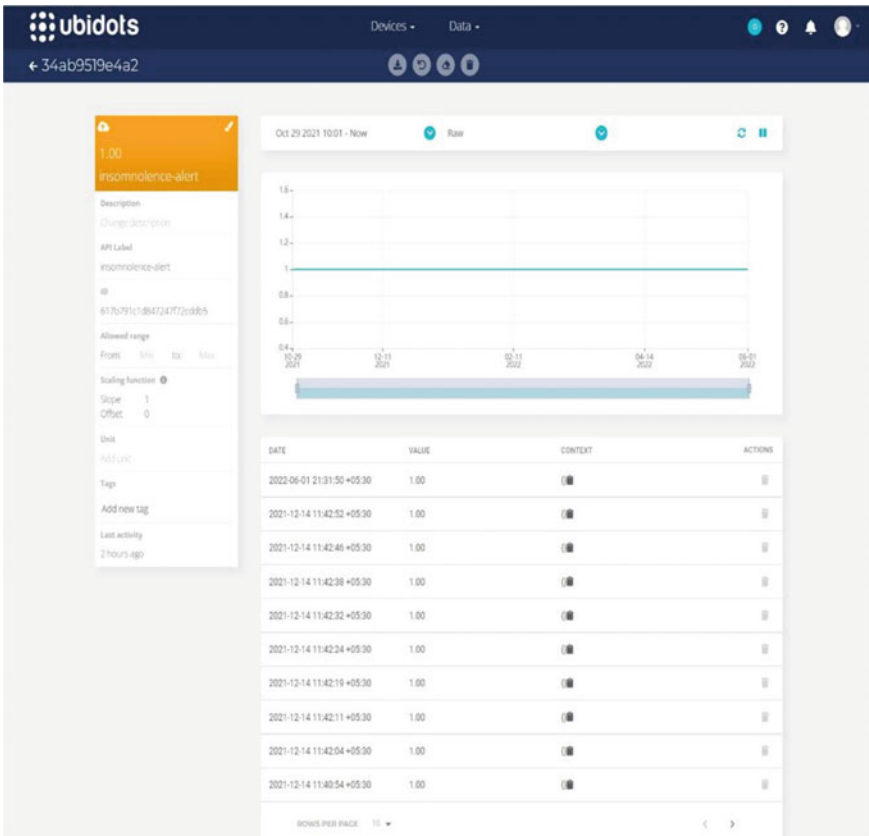 ubidots
Devices
Data
34ab9519e4a2
1.00
insomnolence-alert
Description
Change description
API Label
insomnolence-alert
ID
617b791c1d847247f72cddb5
Allowed range
From: Min to: Max
Scaling function
Slope 1
Offset 0
Unit
Add unit
Tags
Add new tag
Last activity
2 hours ago
Oct 29 2021 10:01 - Now
Raw
1.6
1.4
1.2
1
0.8
0.6
0.4
10-29 12-11 02-11 04-14 06-01
2021 2021 2022 2022 2022
DATE VALUE CONTEXT ACTIONS
2022-06-01 21:31:50 +05:30 1.00 {}
2021-12-14 11:42:52 +05:30 1.00 {}
2021-12-14 11:42:46 +05:30 1.00 {}
2021-12-14 11:42:38 +05:30 1.00 {}
2021-12-14 11:42:32 +05:30 1.00 {}
2021-12-14 11:42:24 +05:30 1.00 {}
2021-12-14 11:42:19 +05:30 1.00 {}
2021-12-14 11:42:11 +05:30 1.00 {}
2021-12-14 11:42:04 +05:30 1.00 {}
2021-12-14 11:40:54 +05:30 1.00 {}
ROWS PER PAGE 10